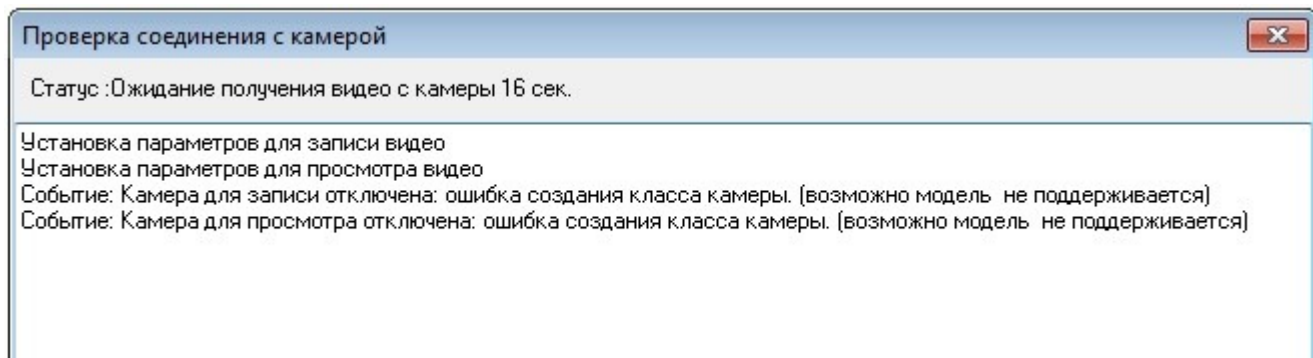 Проверка соединения с камерой
Статус :Ожидание получения видео с камеры 16 сек.
Установка параметров для записи видео
Установка параметров для просмотра видео
Событие: Камера для записи отключена: ошибка создания класса камеры. (возможно модель  не поддерживается)
Событие: Камера для просмотра отключена: ошибка создания класса камеры. (возможно модель  не поддерживается)